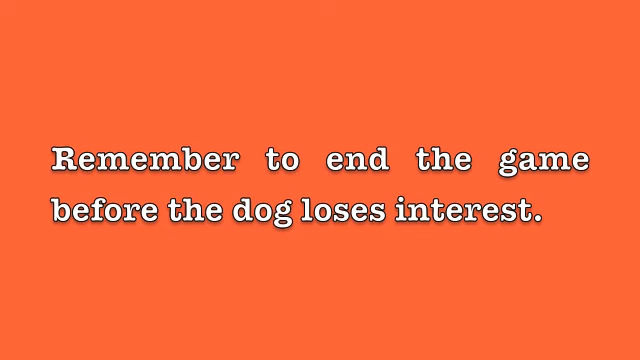 Remember to end the game
before the dog loses interest.